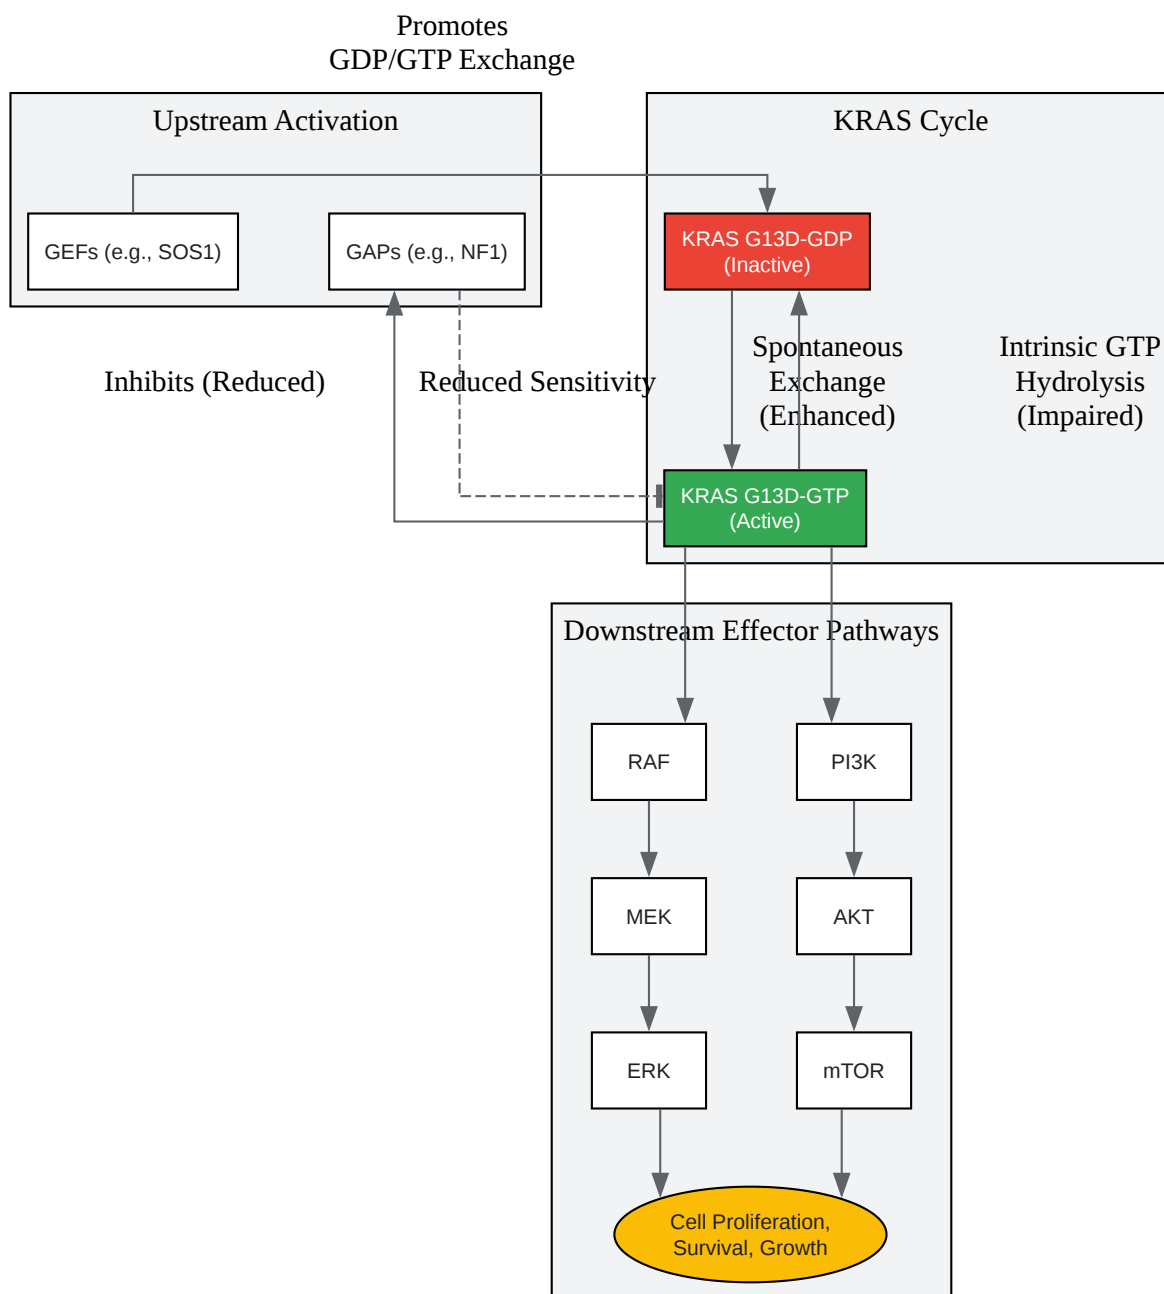 Promotes
GDP/GTP Exchange
Upstream Activation
KRAS Cycle
GEFs (e.g., SOS1)
GAPs (e.g., NF1)
KRAS G13D-GDP
(Inactive)
Inhibits (Reduced)
Reduced Sensitivity
Spontaneous
Exchange
(Enhanced)
Intrinsic GTP
Hydrolysis
(Impaired)
KRAS G13D-GTP
(Active)
Downstream Effector Pathways
RAF
PI3K
MEK
AKT
ERK
mTOR
Cell Proliferation,
Survival, Growth